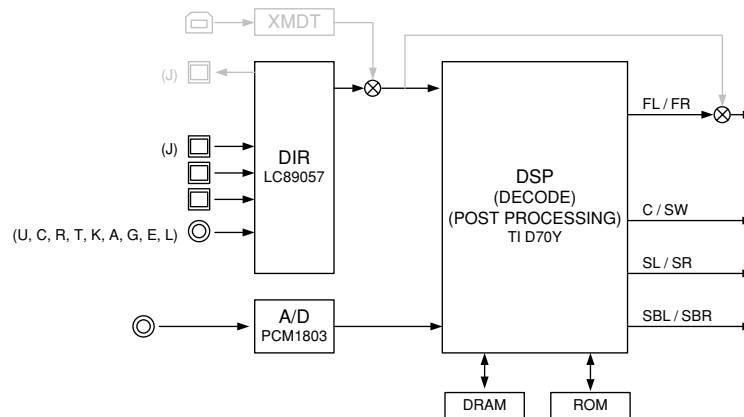 XMDT
(J)
FL / FR
(J)
DIR
LC89057
DSP
(DECODE)
(POST PROCESSING)
TI D70Y
C / SW
(U, C, R, T, K, A, G, E, L)
SL / SR
A/D
PCM1803
SBL / SBR
DRAM
ROM